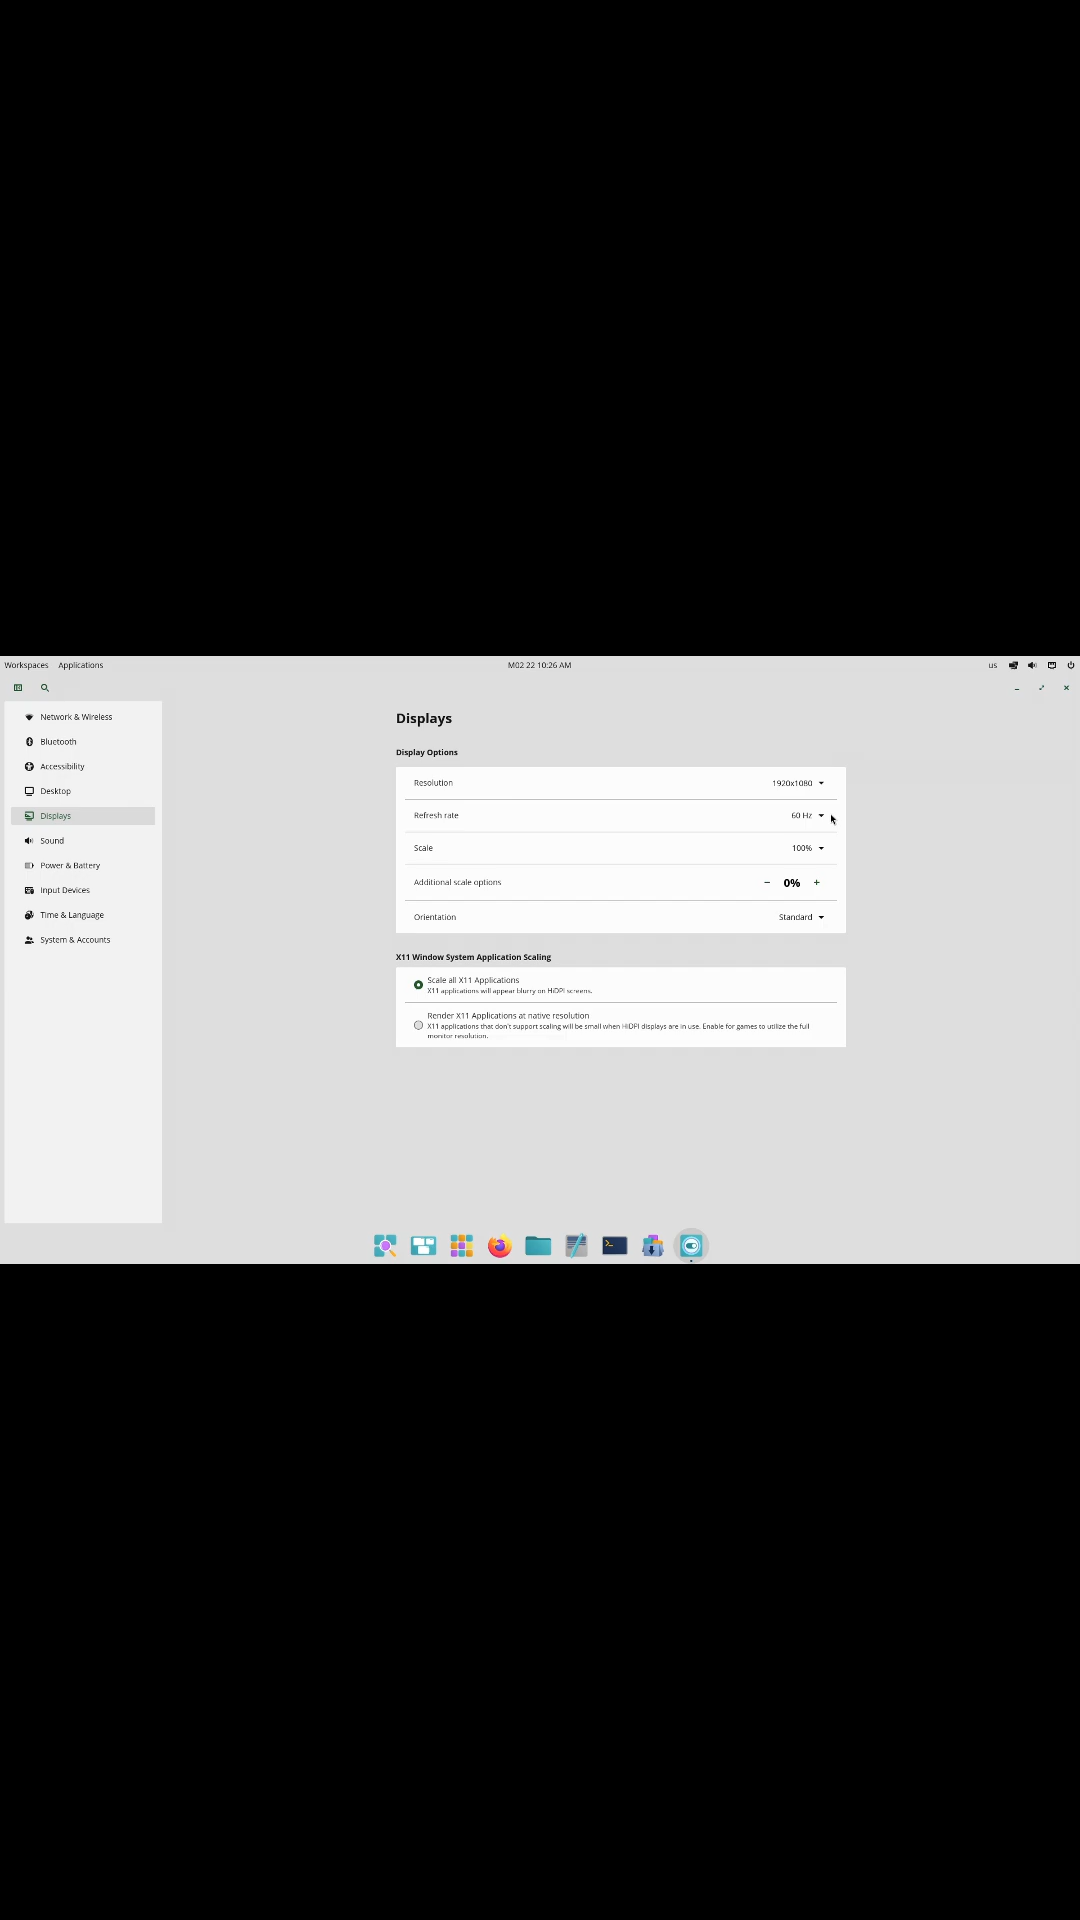 Workspaces Applications M02 22 10:26 AM us
Network & Wireless
Bluetooth
Accessibility
Desktop
Displays
Sound
Power & Battery
Input Devices
Time & Language
System & Accounts
Displays
Display Options
Resolution 1920x1080
Refresh rate 60 Hz
Scale 100%
Additional scale options − 0% +
Orientation Standard
X11 Window System Application Scaling
Scale all X11 Applications
X11 applications will appear blurry on HiDPI screens.
Render X11 Applications at native resolution
X11 applications that don't support scaling will be small when HiDPI displays are in use. Enable for games to utilize the full
monitor resolution.